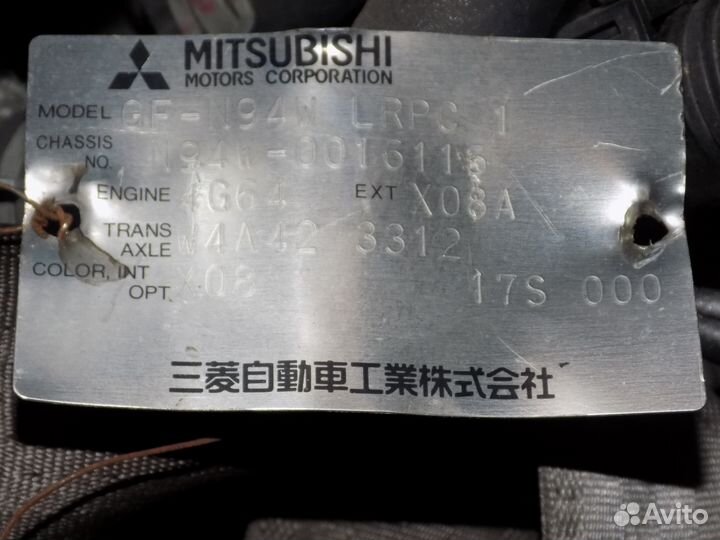 MITSUBISHI
MOTORS CORPORATION
MODEL GF-N94W LRPC 1
CHASSIS NO. N94W-0016115
ENGINE 4G64 EXT X08A
TRANS AXLE W4A42 3312
COLOR, INT OPT. X08 17S 000
三菱自動車工業株式会社
Avito